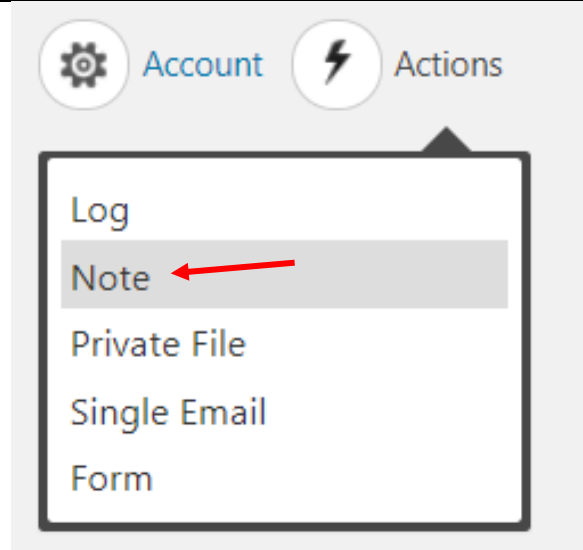 Account Actions
Log
Note
Private File
Single Email
Form